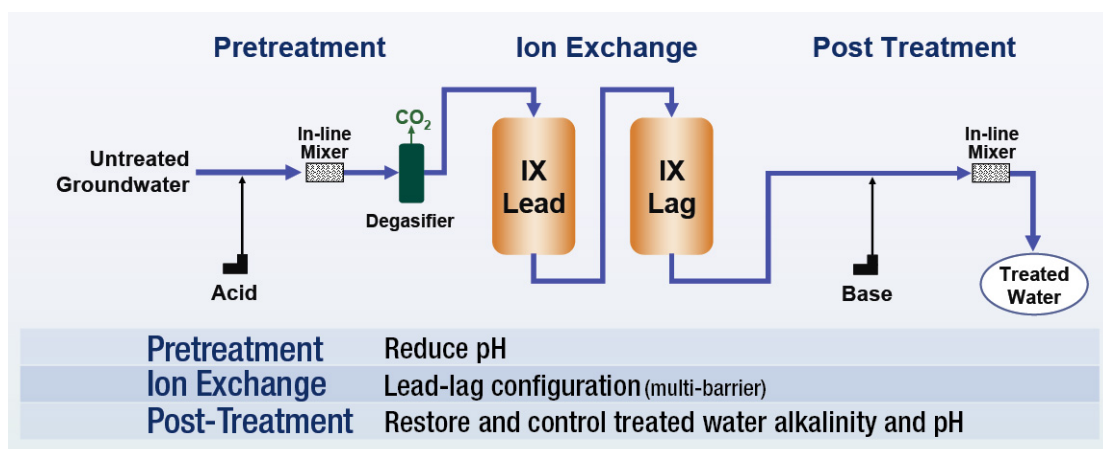 Pretreatment
Ion Exchange
Post Treatment
CO₂
In-line
Mixer
Untreated
Groundwater
Degasifier
Acid
IX
Lead
IX
Lag
In-line
Mixer
Base
Treated
Water
Pretreatment Reduce pH
Ion Exchange Lead-lag configuration (multi-barrier)
Post-Treatment Restore and control treated water alkalinity and pH